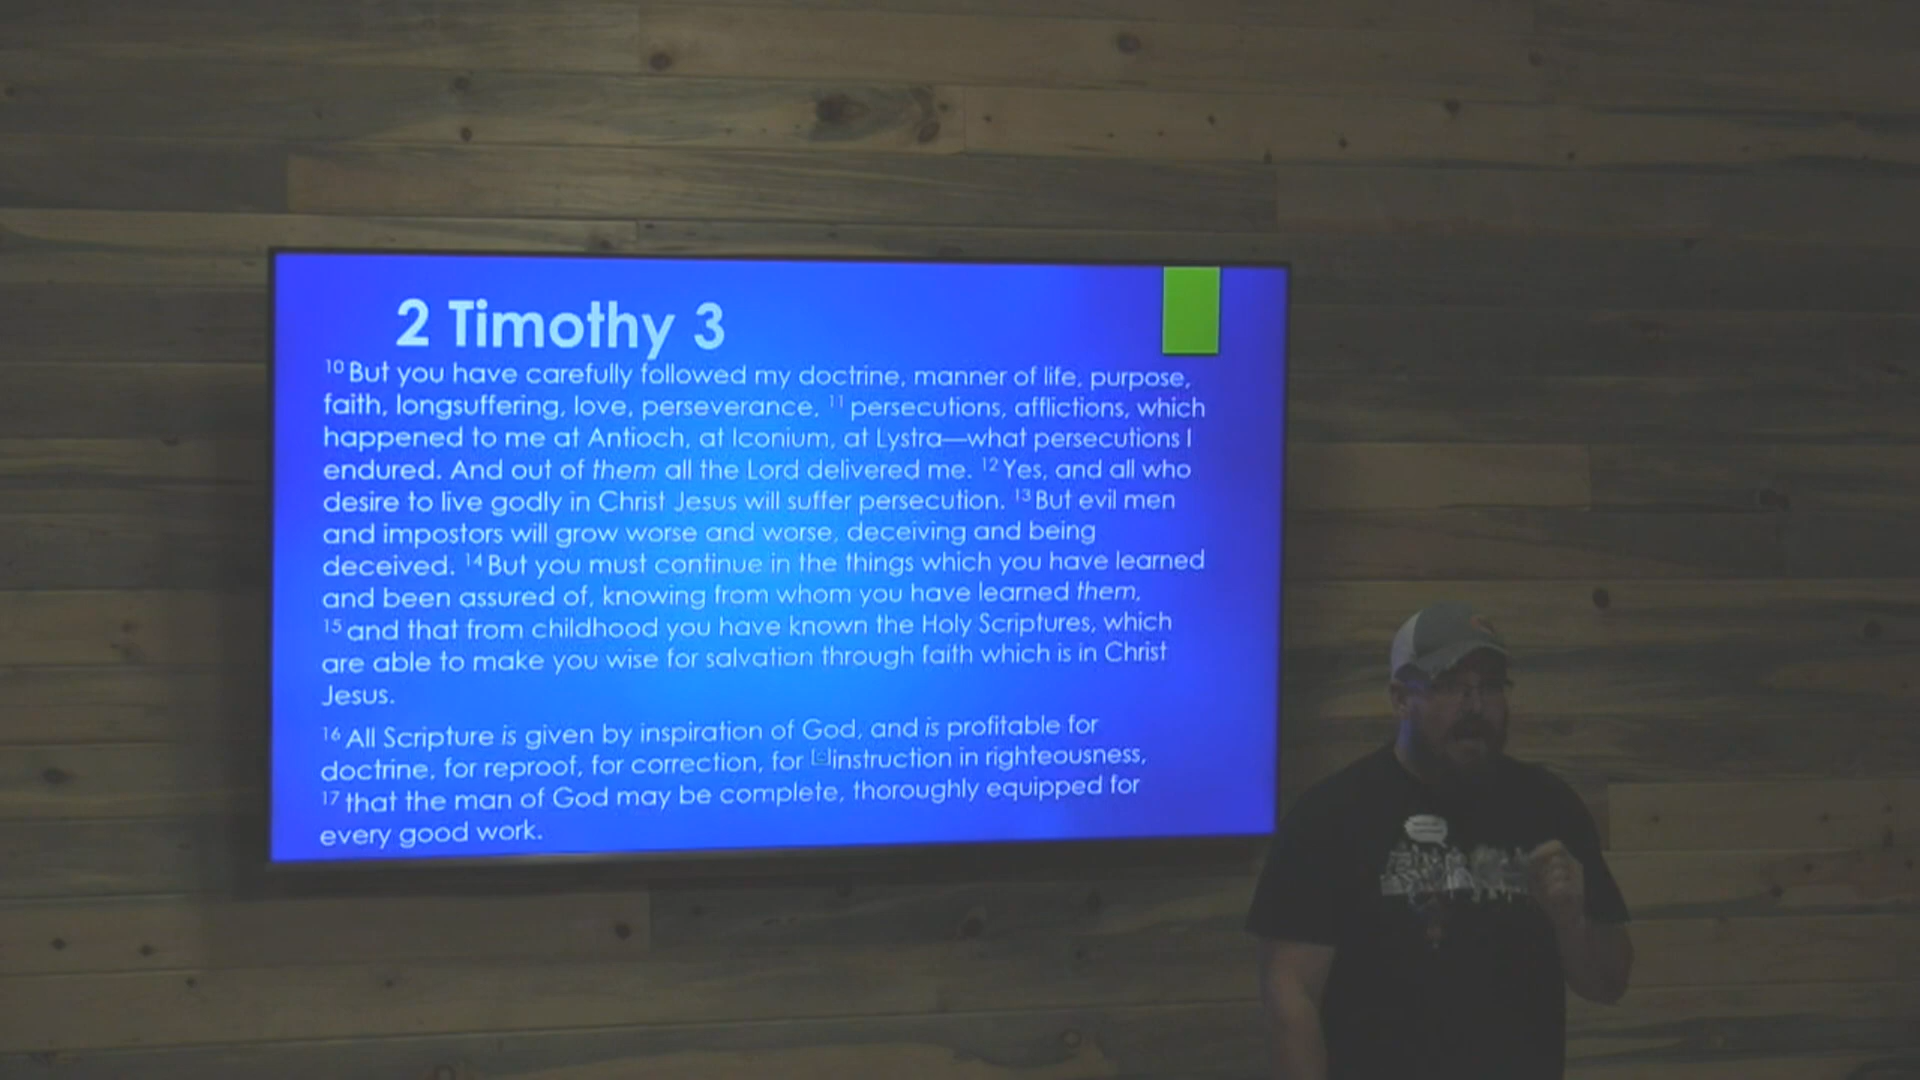 2 Timothy 3
10 But you have carefully followed my doctrine, manner of life, purpose,
faith, longsuffering, love, perseverance, 11 persecutions, afflictions, which
happened to me at Antioch, at Iconium, at Lystra—what persecutions I
endured. And out of them all the Lord delivered me. 12 Yes, and all who
desire to live godly in Christ Jesus will suffer persecution. 13 But evil men
and impostors will grow worse and worse, deceiving and being
deceived. 14 But you must continue in the things which you have learned
and been assured of, knowing from whom you have learned them,
15 and that from childhood you have known the Holy Scriptures, which
are able to make you wise for salvation through faith which is in Christ
Jesus.
16 All Scripture is given by inspiration of God, and is profitable for
doctrine, for reproof, for correction, for [c]instruction in righteousness,
17 that the man of God may be complete, thoroughly equipped for
every good work.